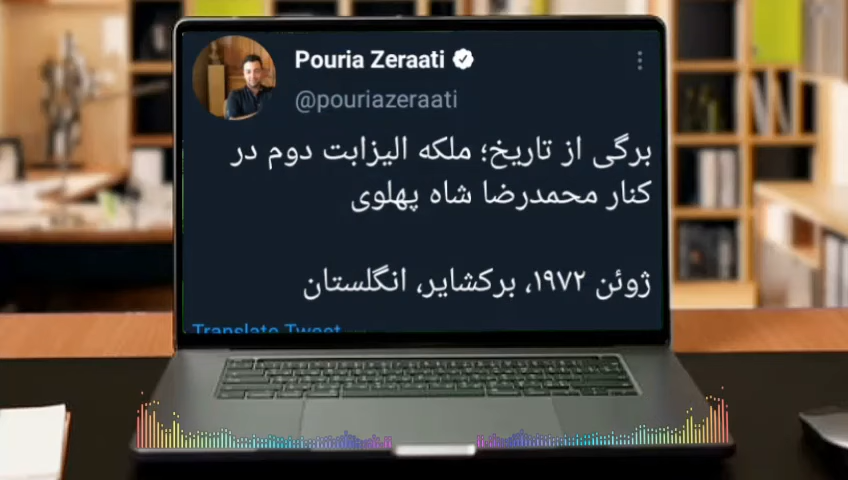 Pouria Zeraati
@pouriazeraati
برگی از تاریخ؛ ملکه الیزابت دوم در
کنار محمدرضا شاه پهلوی
ژوئن ۱۹۷۲، برکشایر، انگلستان
Translate Tweet